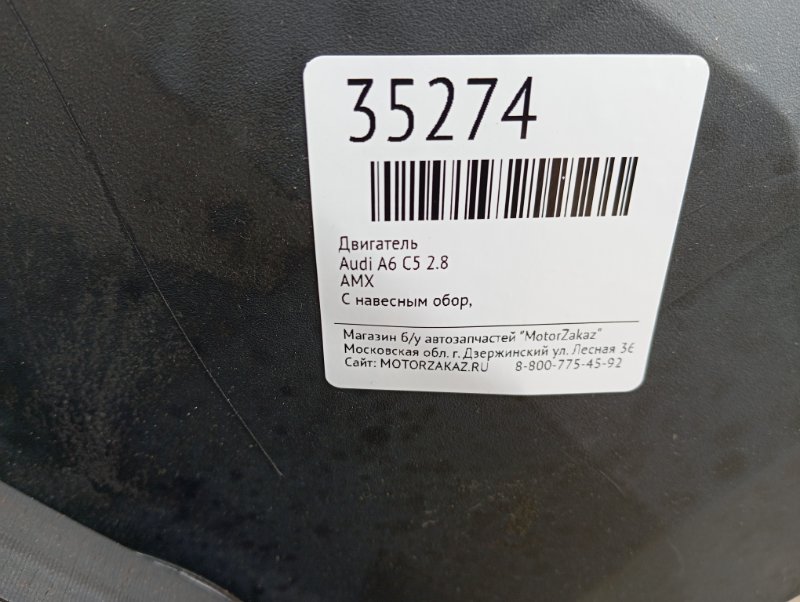 35274
Двигатель
Audi A6 C5 2.8
AMX
С навесным обор,
Магазин б/у автозапчастей "MotorZakaz"
Московская обл. г. Дзержинский ул. Лесная 36
Сайт: MOTORZAKAZ.RU 8-800-775-45-92